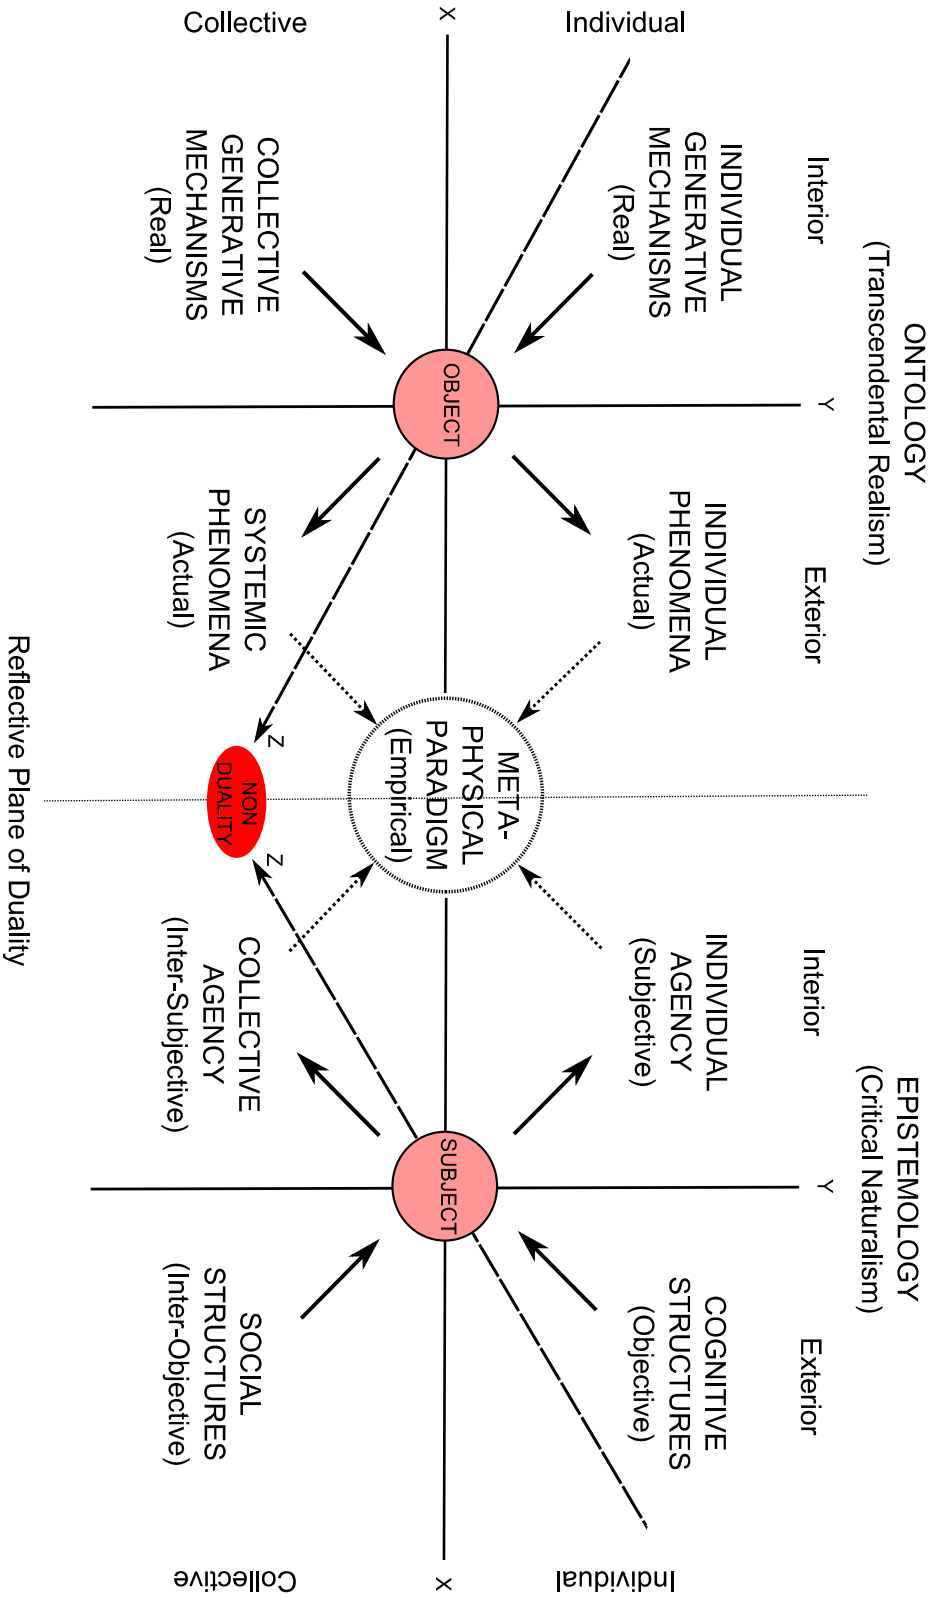 ONTOLOGY
(Transcendental Realism)
EPISTEMOLOGY
(Critical Naturalism)
Interior
Exterior
Interior
Exterior
Y
Y
Individual
INDIVIDUAL
GENERATIVE
MECHANISMS
(Real)
INDIVIDUAL
PHENOMENA
(Actual)
INDIVIDUAL
AGENCY
(Subjective)
COGNITIVE
STRUCTURES
(Objective)
Individual
X
OBJECT
META-
PHYSICAL
PARADIGM
(Empirical)
SUBJECT
X
Collective
COLLECTIVE
GENERATIVE
MECHANISMS
(Real)
SYSTEMIC
PHENOMENA
(Actual)
Z
NON
DUALITY
Z
COLLECTIVE
AGENCY
(Inter-Subjective)
SOCIAL
STRUCTURES
(Inter-Objective)
Collective
Reflective Plane of Duality